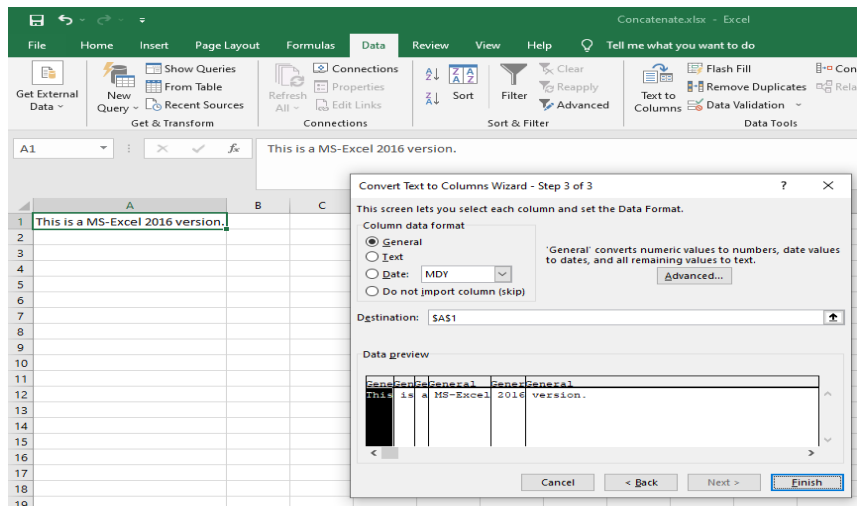 Concatenate.xlsx - Excel
File Home Insert Page Layout Formulas Data Review View Help Tell me what you want to do
Get External Data
New Query
Show Queries
From Table
Recent Sources
Get & Transform
Refresh All
Connections
Properties
Edit Links
Connections
Sort
Filter
Clear
Reapply
Advanced
Sort & Filter
Text to Columns
Flash Fill
Remove Duplicates
Data Validation
Con
Rela
Data Tools
A1 fx This is a MS-Excel 2016 version.
A B C
1 This is a MS-Excel 2016 version.
2
3
4
5
6
7
8
9
10
11
12
13
14
15
16
17
18
19
Convert Text to Columns Wizard - Step 3 of 3 ? ×
This screen lets you select each column and set the Data Format.
Column data format
General
Text
Date: MDY
Do not import column (skip)
'General' converts numeric values to numbers, date values
to dates, and all remaining values to text.
Advanced...
Destination: $A$1
Data preview
GeneGenGeGeneral GenerGeneral
This is a MS-Excel 2016 version.
Cancel < Back Next > Finish